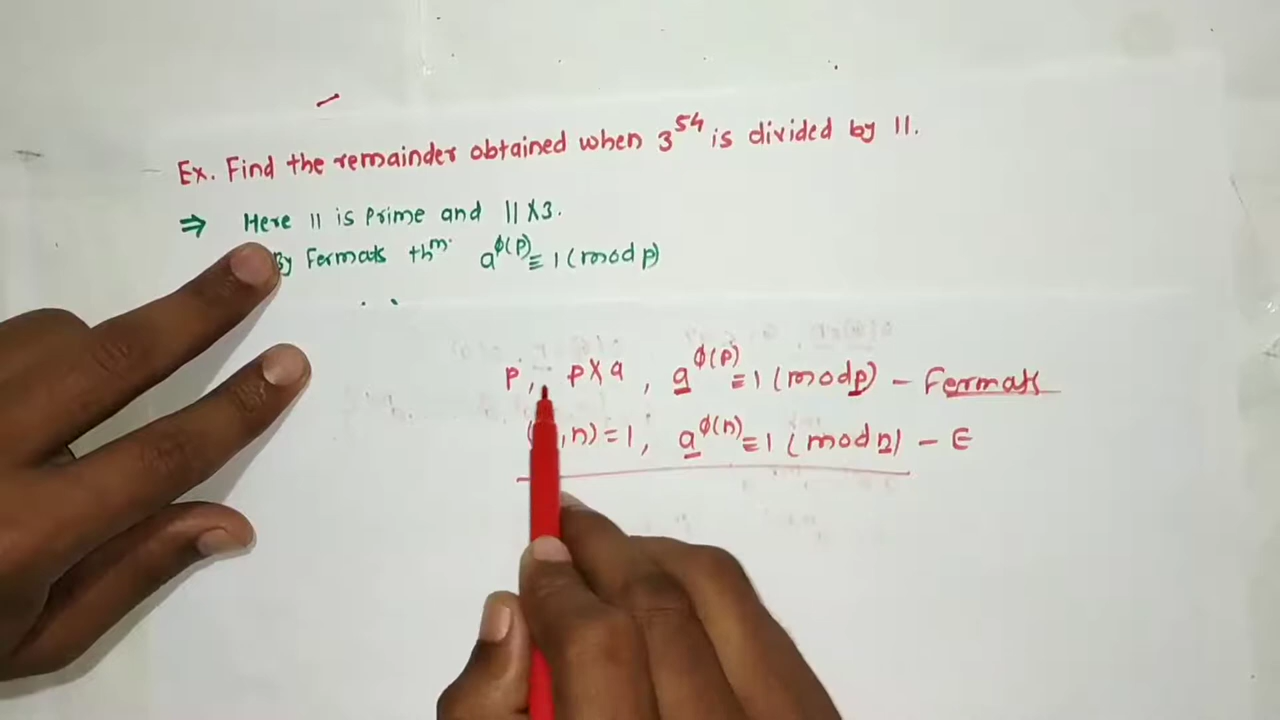 Ex. Find the remainder obtained when 3^54 is divided by 11.
⇒ Here 11 is prime and 11∤3.
By Fermats thm. a^ϕ(p) ≡ 1 (mod p)
p, p∤a, a^ϕ(p) ≡ 1 (mod p) – Fermats
,n)=1, a^ϕ(n) ≡ 1 (mod n) – E